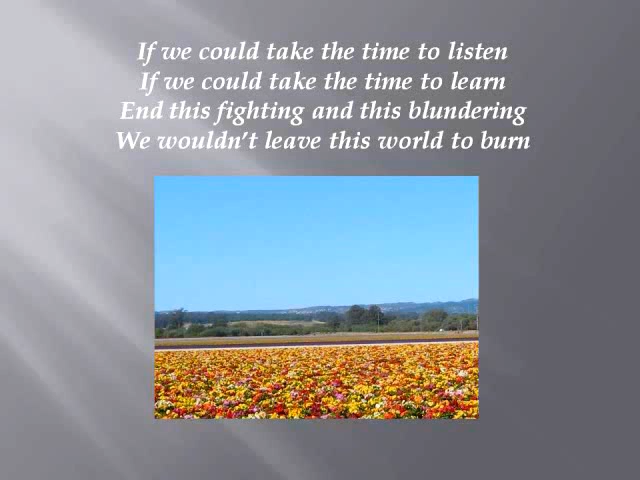 If we could take the time to listen
If we could take the time to learn
End this fighting and this blundering
We wouldn’t leave this world to burn